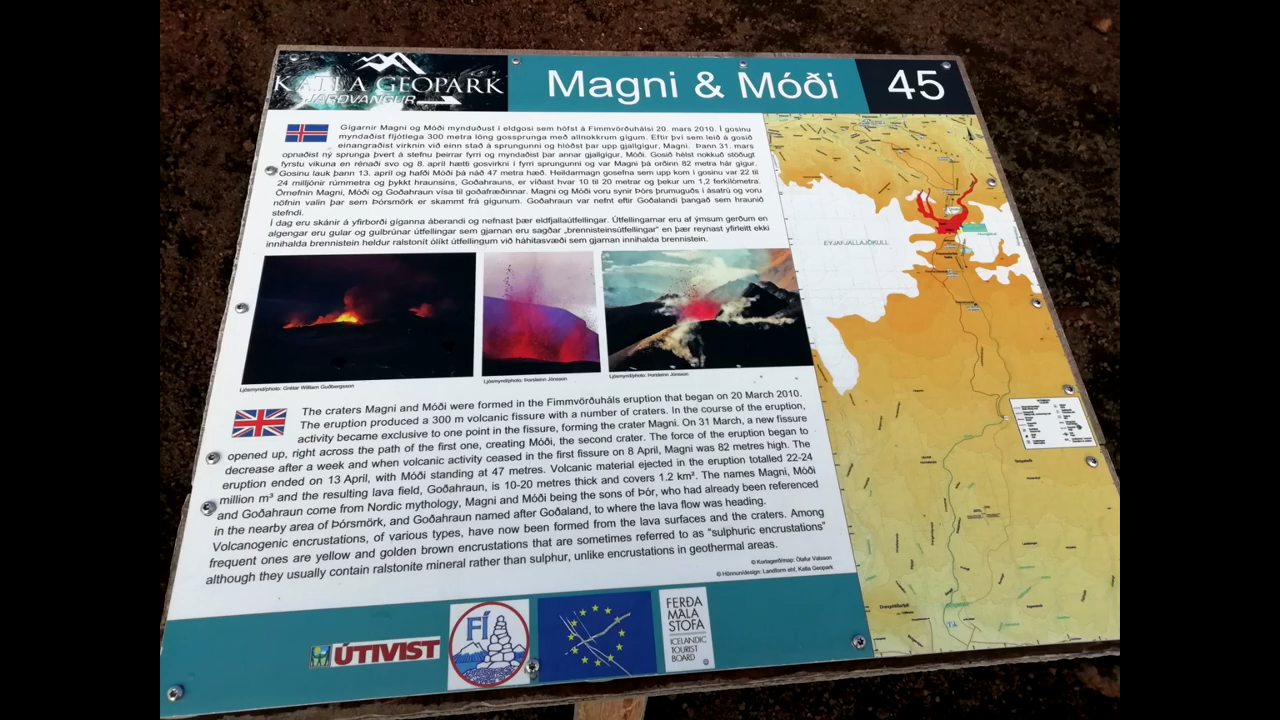 KATLA GEOPARK
JARÐVANGUR
Magni & Móði
45
Gígarnir Magni og Móði mynduðust í eldgosi sem hófst á Fimmvörðuhálsi 20. mars 2010. Í gosinu
myndaðist fljótlega 300 metra löng gossprunga með allnokkrum gígum. Eftir því sem leið á gosið
einangraðist virknin við einn stað á sprungunni og hlóðst þar upp gjallgígur, Magni. Þann 31. mars
opnaðist ný sprunga þvert á stefnu þeirrar fyrri og myndaðist þar annar gjallgígur, Móði. Gosið hélst nokkuð stöðugt
fyrstu vikuna en rénaði svo og 8. apríl hætti gosvirkni í fyrri sprungunni og var Magni þá orðinn 82 metra hár gígur.
Gosinu lauk þann 13. apríl og hafði Móði þá náð 47 metra hæð. Heildarmagn gosefna sem upp kom í gosinu var 22 til
24 milljónir rúmmetra og þykkt hraunsins, Goðahrauns, er víðast hvar 10 til 20 metrar og þekur um 1,2 ferkílómetra.
Örnefnin Magni, Móði og Goðahraun vísa til goðafræðinnar. Magni og Móði voru synir Þórs þrumuguðs í ásatrú og voru
nöfnin valin þar sem Þórsmörk er skammt frá gígunum. Goðahraun var nefnt eftir Goðalandi þangað sem hraunið
stefndi.
Í dag eru skánir á yfirborði gíganna áberandi og nefnast þær eldfjallaútfellingar. Útfellingarnar eru af ýmsum gerðum en
algengar eru gular og gulbrúnar útfellingar sem gjarnan eru sagðar „brennisteinsútfellingar" en þær reynast yfirleitt ekki
innihalda brennistein heldur ralstonít ólíkt útfellingum við háhitasvæði sem gjarnan innihalda brennistein.
Ljósmynd/photo: Grétar William Guðbergsson
Ljósmynd/photo: Þorsteinn Jónsson
Ljósmynd/photo: Þorsteinn Jónsson
The craters Magni and Móði were formed in the Fimmvörðuháls eruption that began on 20 March 2010.
The eruption produced a 300 m volcanic fissure with a number of craters. In the course of the eruption,
activity became exclusive to one point in the fissure, forming the crater Magni. On 31 March, a new fissure
opened up, right across the path of the first one, creating Móði, the second crater. The force of the eruption began to
decrease after a week and when volcanic activity ceased in the first fissure on 8 April, Magni was 82 metres high. The
eruption ended on 13 April, with Móði standing at 47 metres. Volcanic material ejected in the eruption totalled 22-24
million m³ and the resulting lava field, Goðahraun, is 10-20 metres thick and covers 1.2 km². The names Magni, Móði
and Goðahraun come from Nordic mythology, Magni and Móði being the sons of Þór, who had already been referenced
in the nearby area of Þórsmörk, and Goðahraun named after Goðaland, to where the lava flow was heading.
Volcanogenic encrustations, of various types, have now been formed from the lava surfaces and the craters. Among
frequent ones are yellow and golden brown encrustations that are sometimes referred to as "sulphuric encrustations"
although they usually contain ralstonite mineral rather than sulphur, unlike encrustations in geothermal areas.
© Kortagerð/map: Ólafur Valsson
© Hönnun/design: Landform ehf, Katla Geopark
EYJAFJALLAJÖKULL
ÚTIVIST
FÍ
FERÐA
MÁLA
STOFA
ICELANDIC
TOURIST
BOARD